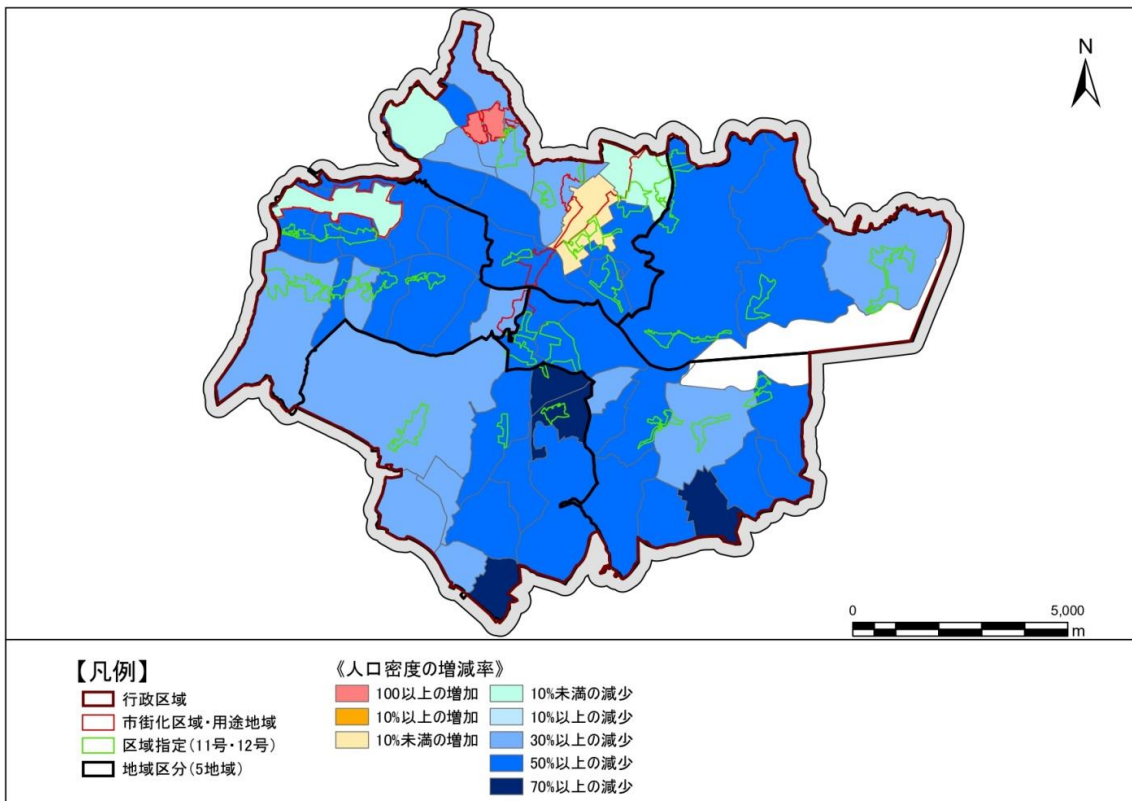 N
0 5,000
m
【凡例】
行政区域
市街化区域・用途地域
区域指定(11号・12号)
地域区分(5地域)
《人口密度の増減率》
100以上の増加
10%以上の増加
10%未満の増加
10%未満の減少
10%以上の減少
30%以上の減少
50%以上の減少
70%以上の減少